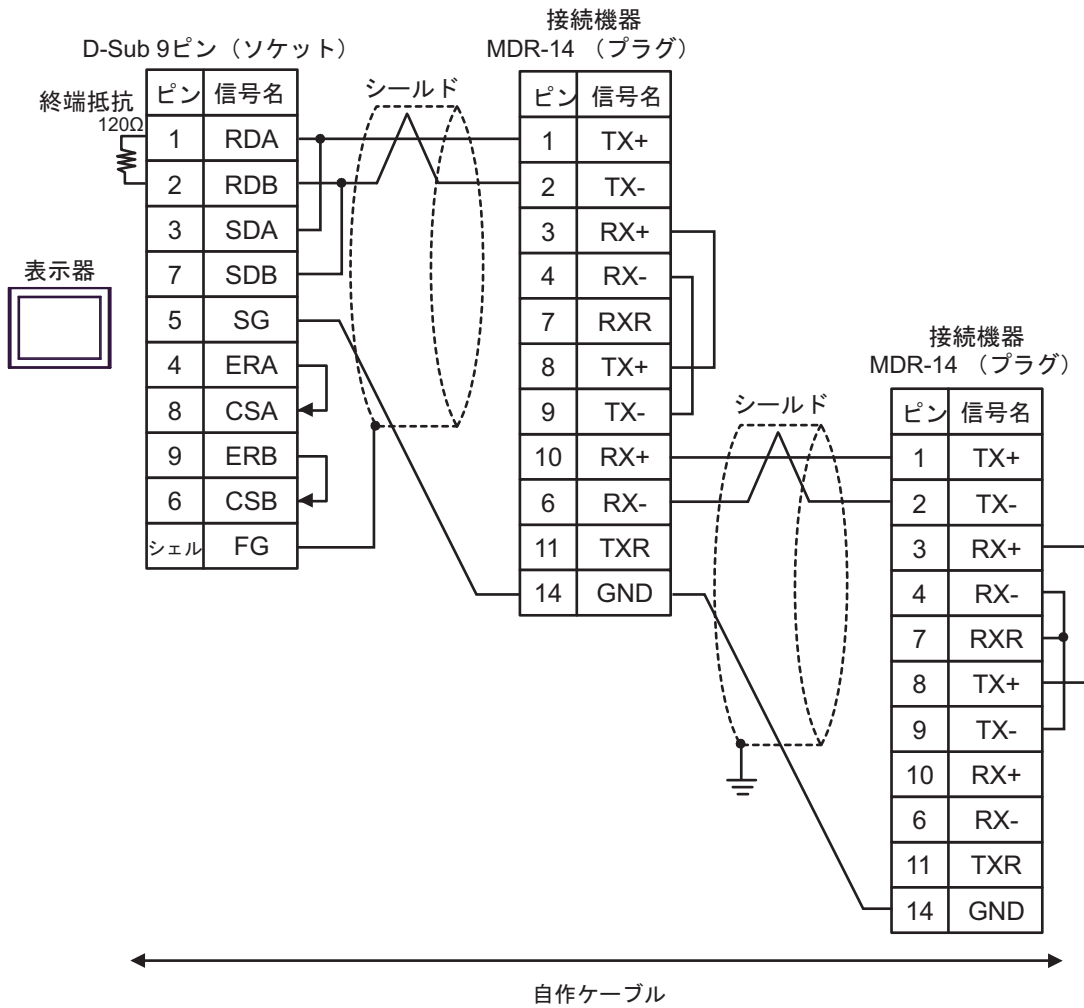 接続機器
D-Sub 9ピン（ソケット） MDR-14 （プラグ）
終端抵抗
120Ω
シールド
ピン 信号名
1 RDA
2 RDB
3 SDA
7 SDB
5 SG
4 ERA
8 CSA
9 ERB
6 CSB
シェル FG
表示器
ピン 信号名
1 TX+
2 TX-
3 RX+
4 RX-
7 RXR
8 TX+
9 TX-
10 RX+
6 RX-
11 TXR
14 GND
シールド
接続機器
MDR-14 （プラグ）
ピン 信号名
1 TX+
2 TX-
3 RX+
4 RX-
7 RXR
8 TX+
9 TX-
10 RX+
6 RX-
11 TXR
14 GND
自作ケーブル